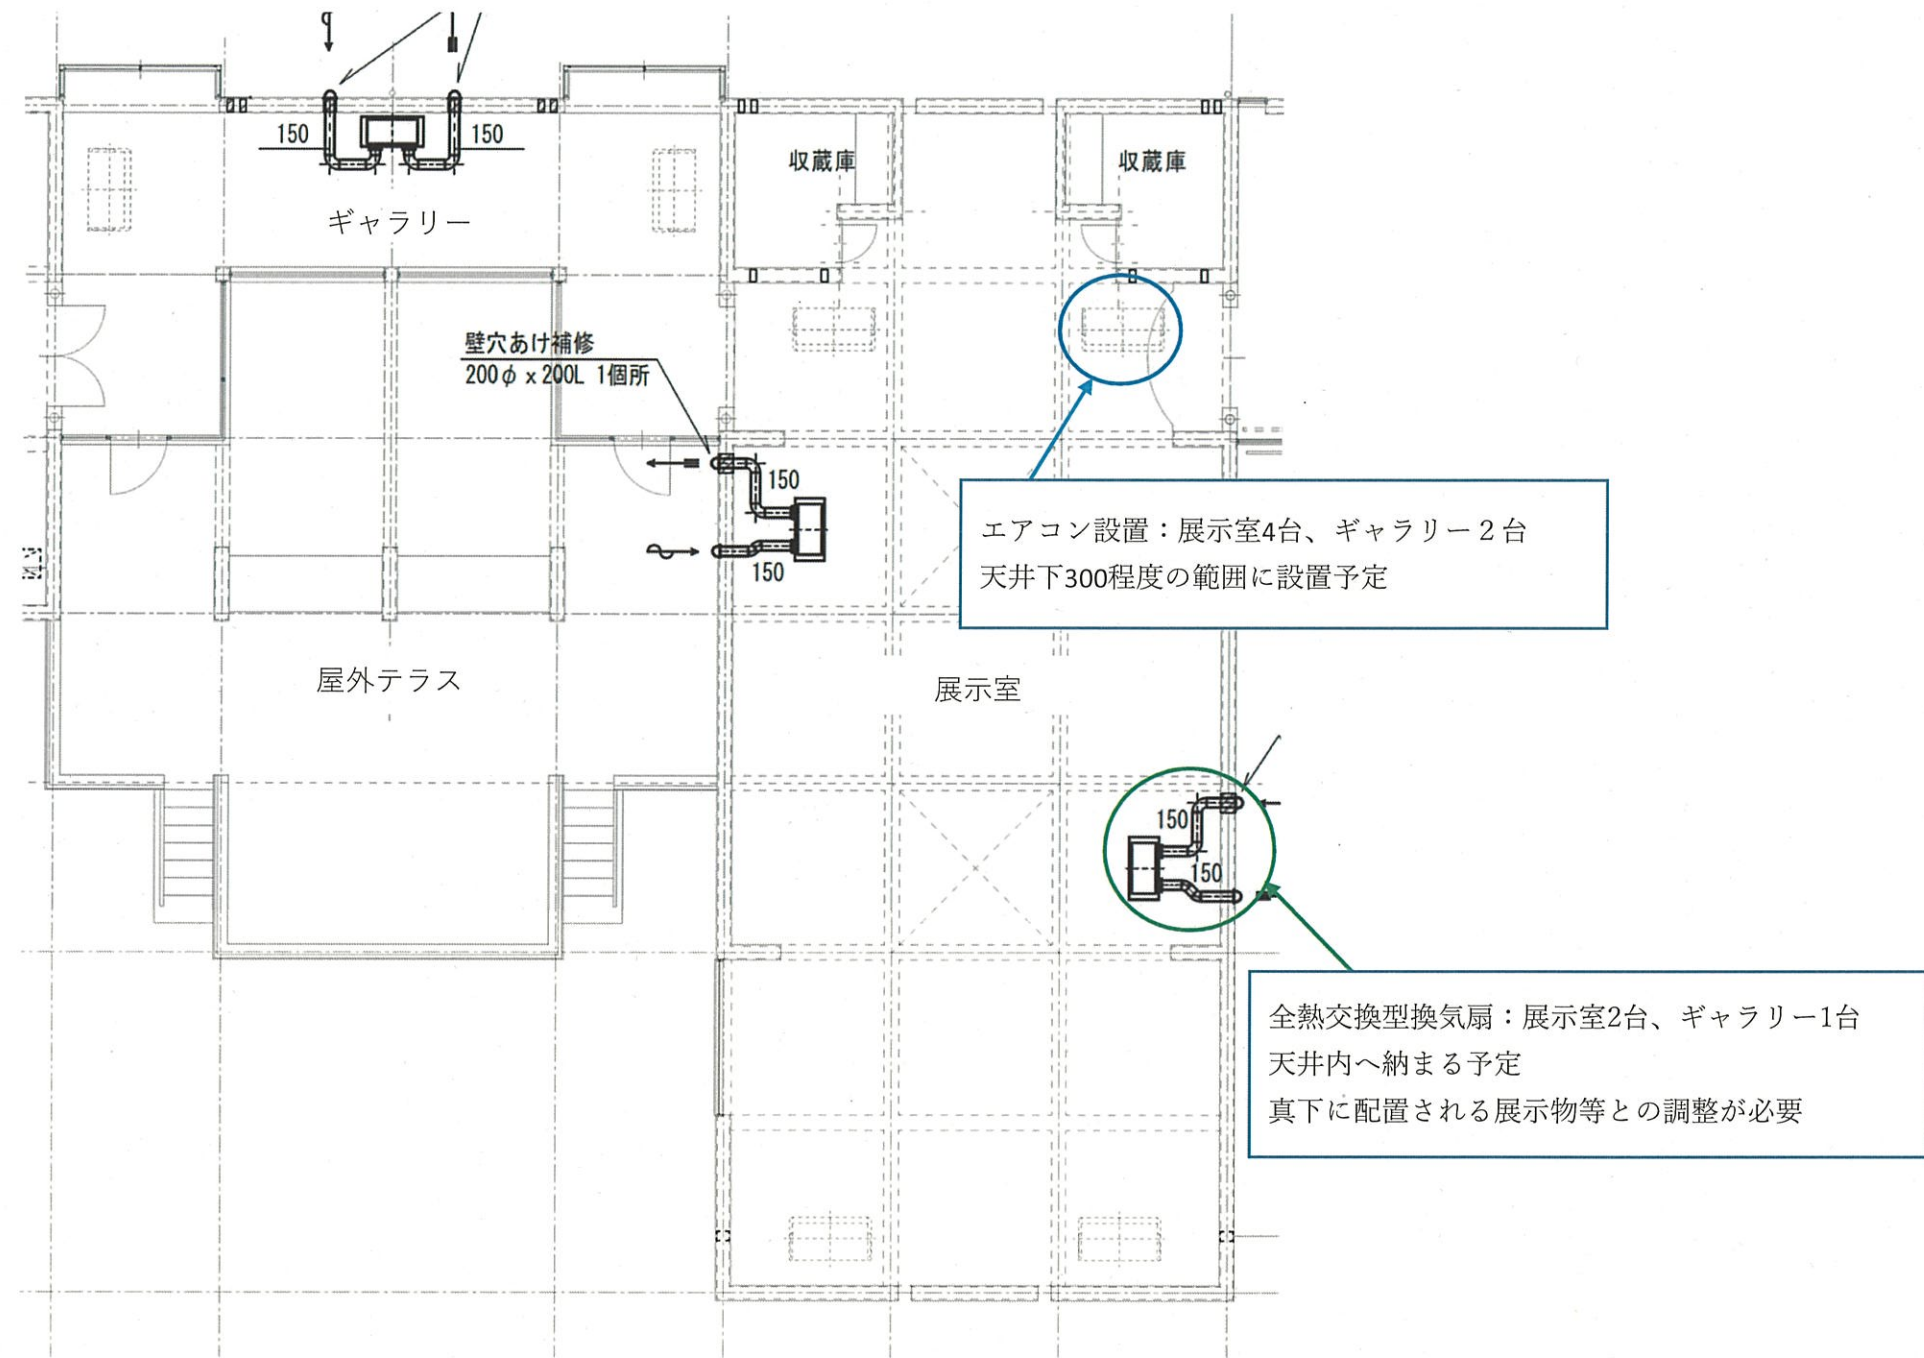 150
150
収蔵庫
収蔵庫
ギャラリー
壁穴あけ補修
200φ x 200L 1個所
150
150
エアコン設置：展示室4台、ギャラリー２台
天井下300程度の範囲に設置予定
屋外テラス
展示室
150
150
全熱交換型換気扇：展示室2台、ギャラリー1台
天井内へ納まる予定
真下に配置される展示物等との調整が必要